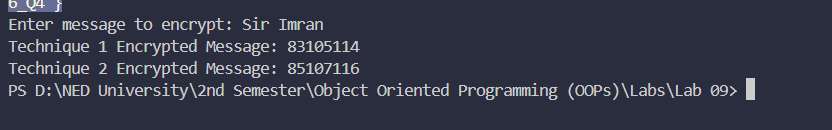 6_Q4 }
Enter message to encrypt: Sir Imran
Technique 1 Encrypted Message: 83105114
Technique 2 Encrypted Message: 85107116
PS D:\NED University\2nd Semester\Object Oriented Programming (OOPs)\Labs\Lab 09>